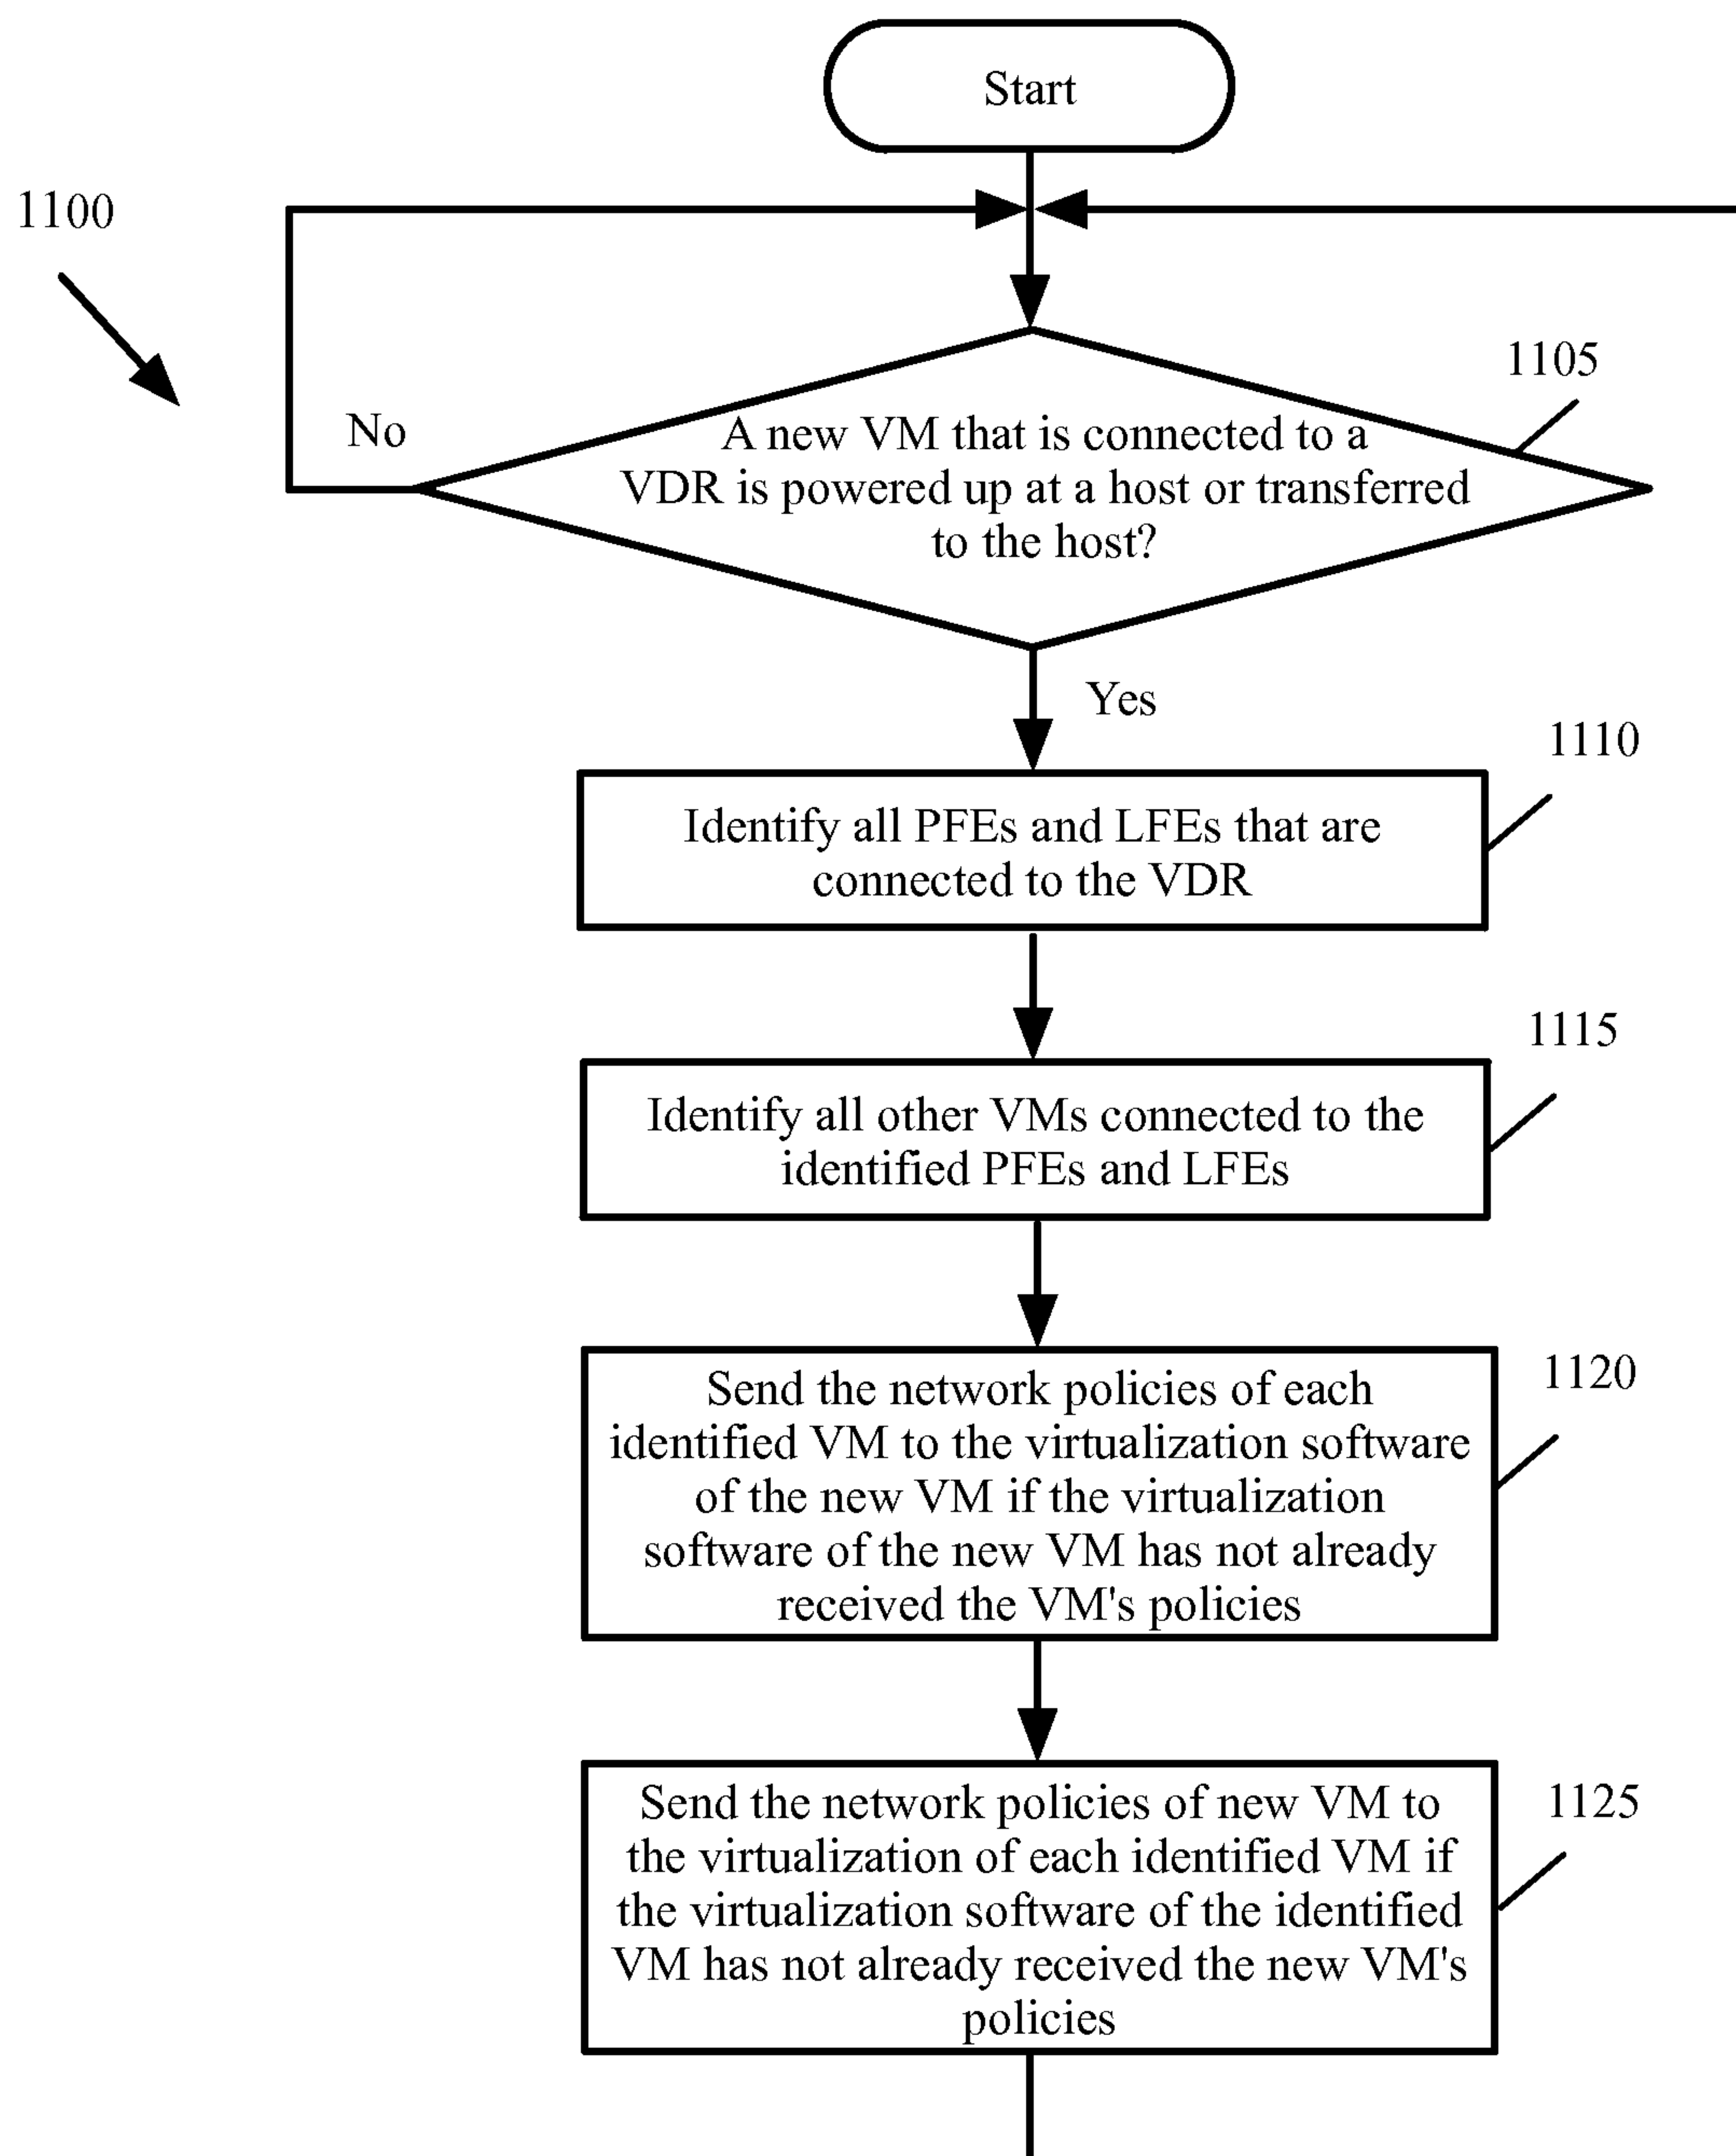 Start
1100
1105
No
A new VM that is connected to a
VDR is powered up at a host or transferred
to the host?
Yes
1110
Identify all PFEs and LFEs that are
connected to the VDR
1115
Identify all other VMs connected to the
identified PFEs and LFEs
1120
Send the network policies of each
identified VM to the virtualization software
of the new VM if the virtualization
software of the new VM has not already
received the VM's policies
1125
Send the network policies of new VM to
the virtualization of each identified VM if
the virtualization software of the identified
VM has not already received the new VM's
policies